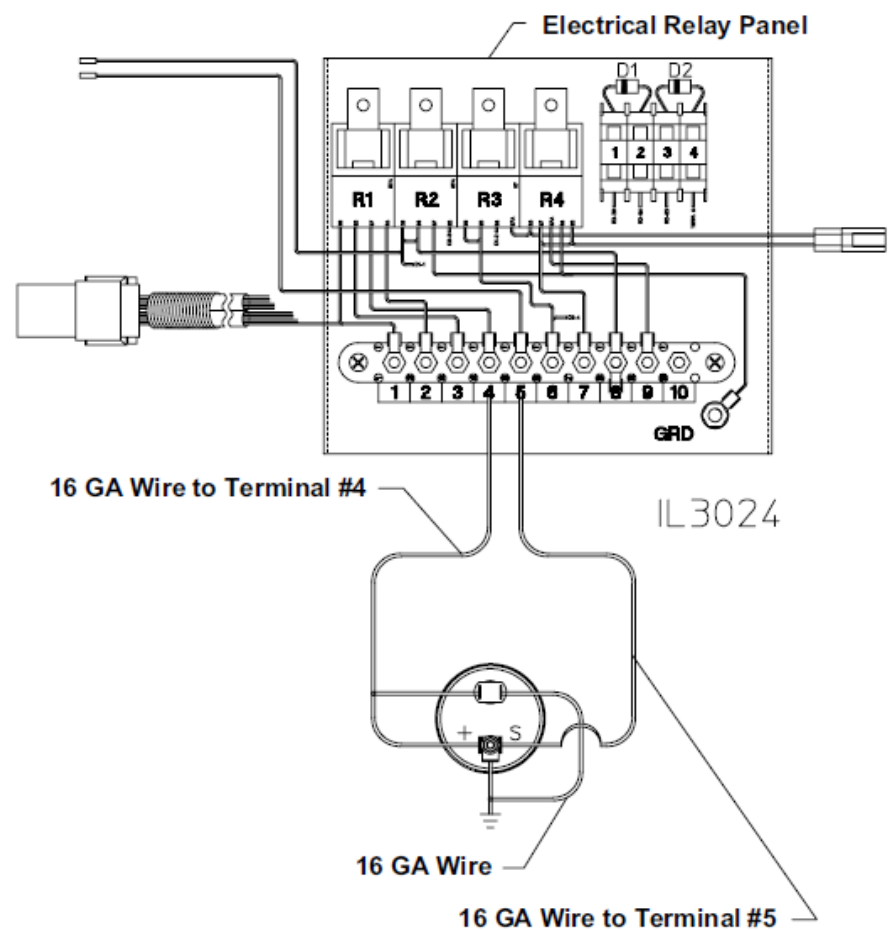 Electrical Relay Panel
D1 D2
1 2 3 4
R1 R2 R3 R4
1 2 3 4 5 6 7 8 9 10
GRD
16 GA Wire to Terminal #4
IL3024
+ S
16 GA Wire
16 GA Wire to Terminal #5